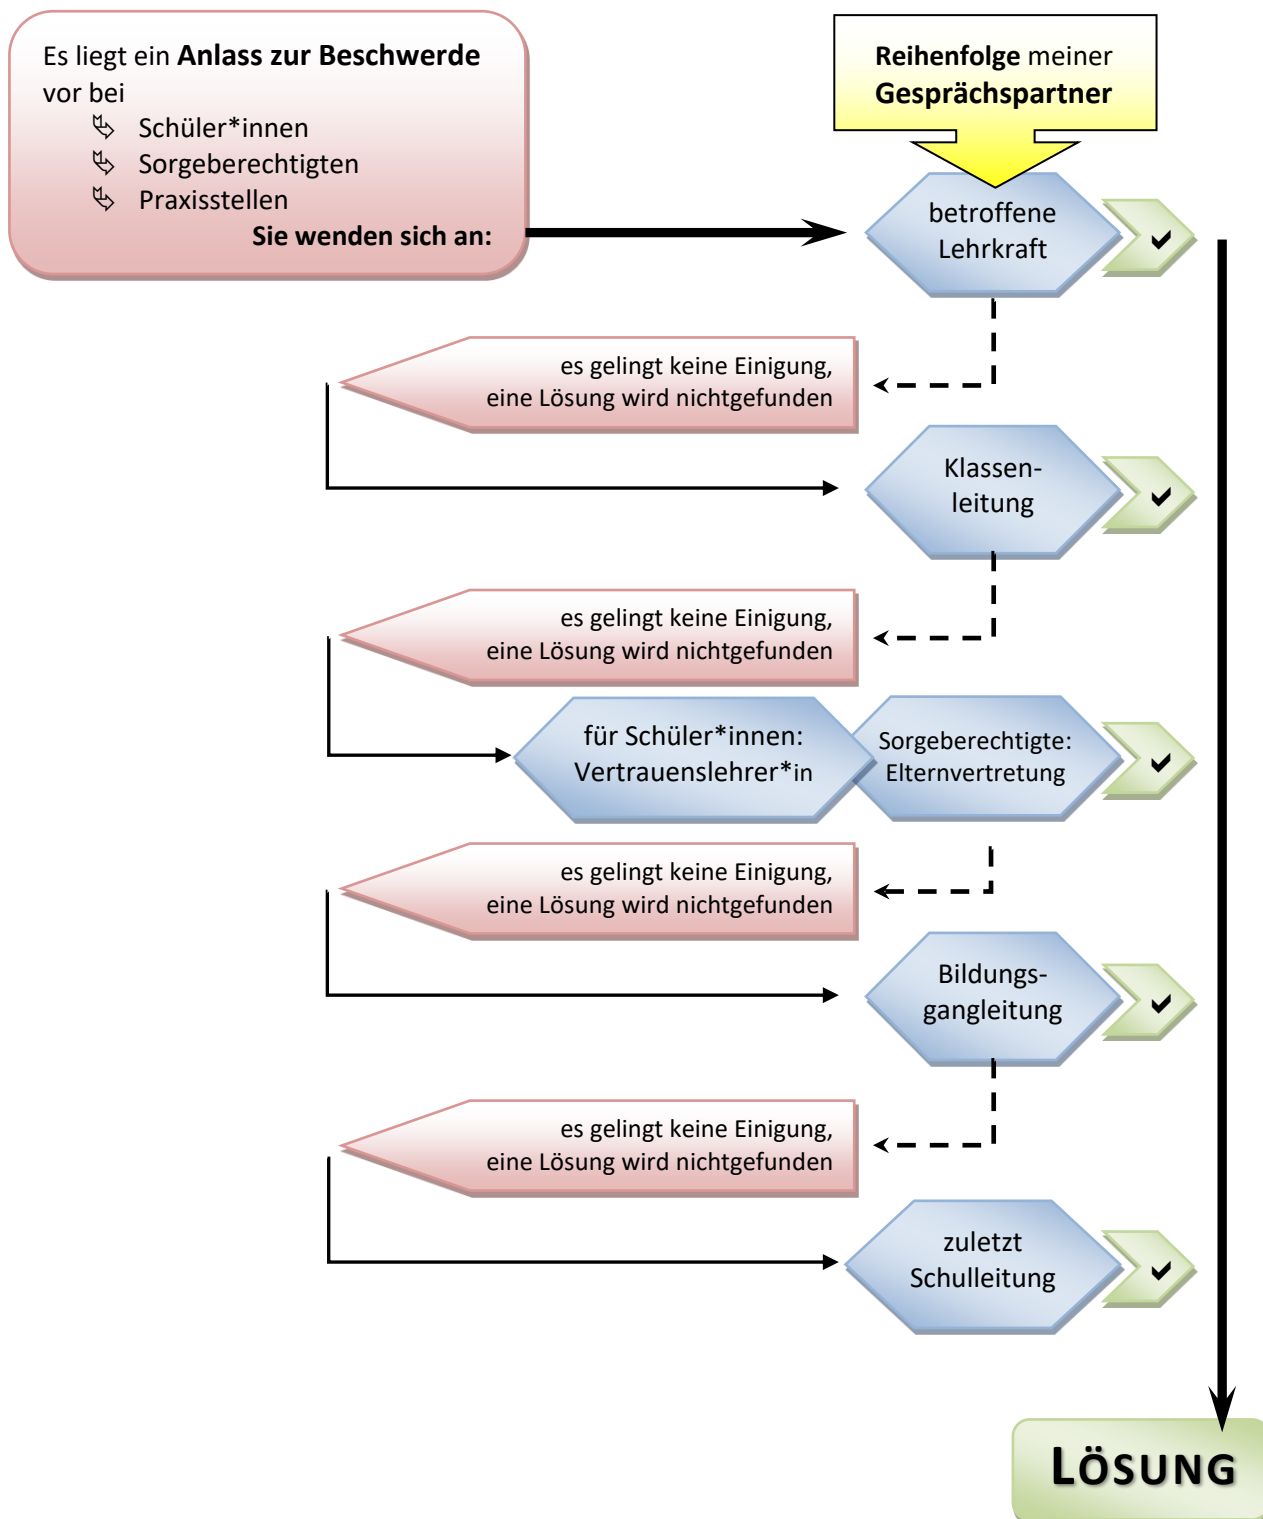 Es liegt ein Anlass zur Beschwerde
vor bei
Schüler*innen
Sorgeberechtigten
Praxisstellen
Sie wenden sich an:
Reihenfolge meiner
Gesprächspartner
betroffene
Lehrkraft
es gelingt keine Einigung,
eine Lösung wird nichtgefunden
Klassen-
leitung
es gelingt keine Einigung,
eine Lösung wird nichtgefunden
für Schüler*innen:
Vertrauenslehrer*in
Sorgeberechtigte:
Elternvertretung
es gelingt keine Einigung,
eine Lösung wird nichtgefunden
Bildungs-
gangleitung
es gelingt keine Einigung,
eine Lösung wird nichtgefunden
zuletzt
Schulleitung
LÖSUNG